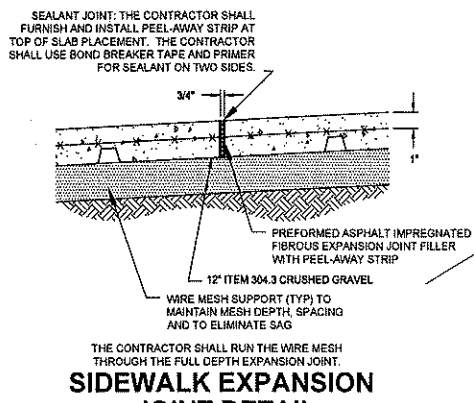 SEALANT JOINT: THE CONTRACTOR SHALL
FURNISH AND INSTALL PEEL-AWAY STRIP AT
TOP OF SLAB PLACEMENT. THE CONTRACTOR
SHALL USE BOND BREAKER TAPE AND PRIMER
FOR SEALANT ON TWO SIDES.
3/4"
1"
PREFORMED ASPHALT IMPREGNATED
FIBROUS EXPANSION JOINT FILLER
WITH PEEL-AWAY STRIP
12" ITEM 304.3 CRUSHED GRAVEL
WIRE MESH SUPPORT (TYP) TO
MAINTAIN MESH DEPTH, SPACING
AND TO ELIMINATE SAG
THE CONTRACTOR SHALL RUN THE WIRE MESH
THROUGH THE FULL DEPTH EXPANSION JOINT.
SIDEWALK EXPANSION
JOINT DETAIL